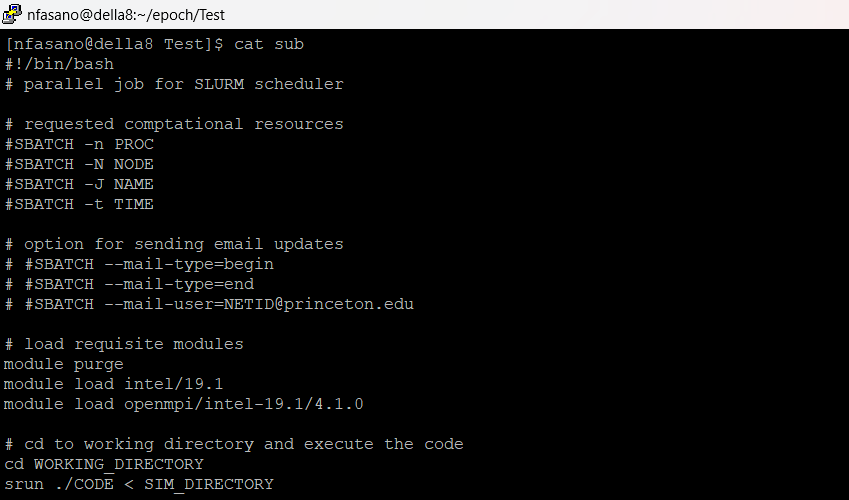 nfasano@della8:~/epoch/Test
[nfasano@della8 Test]$ cat sub
#!/bin/bash
# parallel job for SLURM scheduler
# requested comptational resources
#SBATCH -n PROC
#SBATCH -N NODE
#SBATCH -J NAME
#SBATCH -t TIME
# option for sending email updates
# #SBATCH --mail-type=begin
# #SBATCH --mail-type=end
# #SBATCH --mail-user=NETID@princeton.edu
# load requisite modules
module purge
module load intel/19.1
module load openmpi/intel-19.1/4.1.0
# cd to working directory and execute the code
cd WORKING_DIRECTORY
srun ./CODE < SIM_DIRECTORY